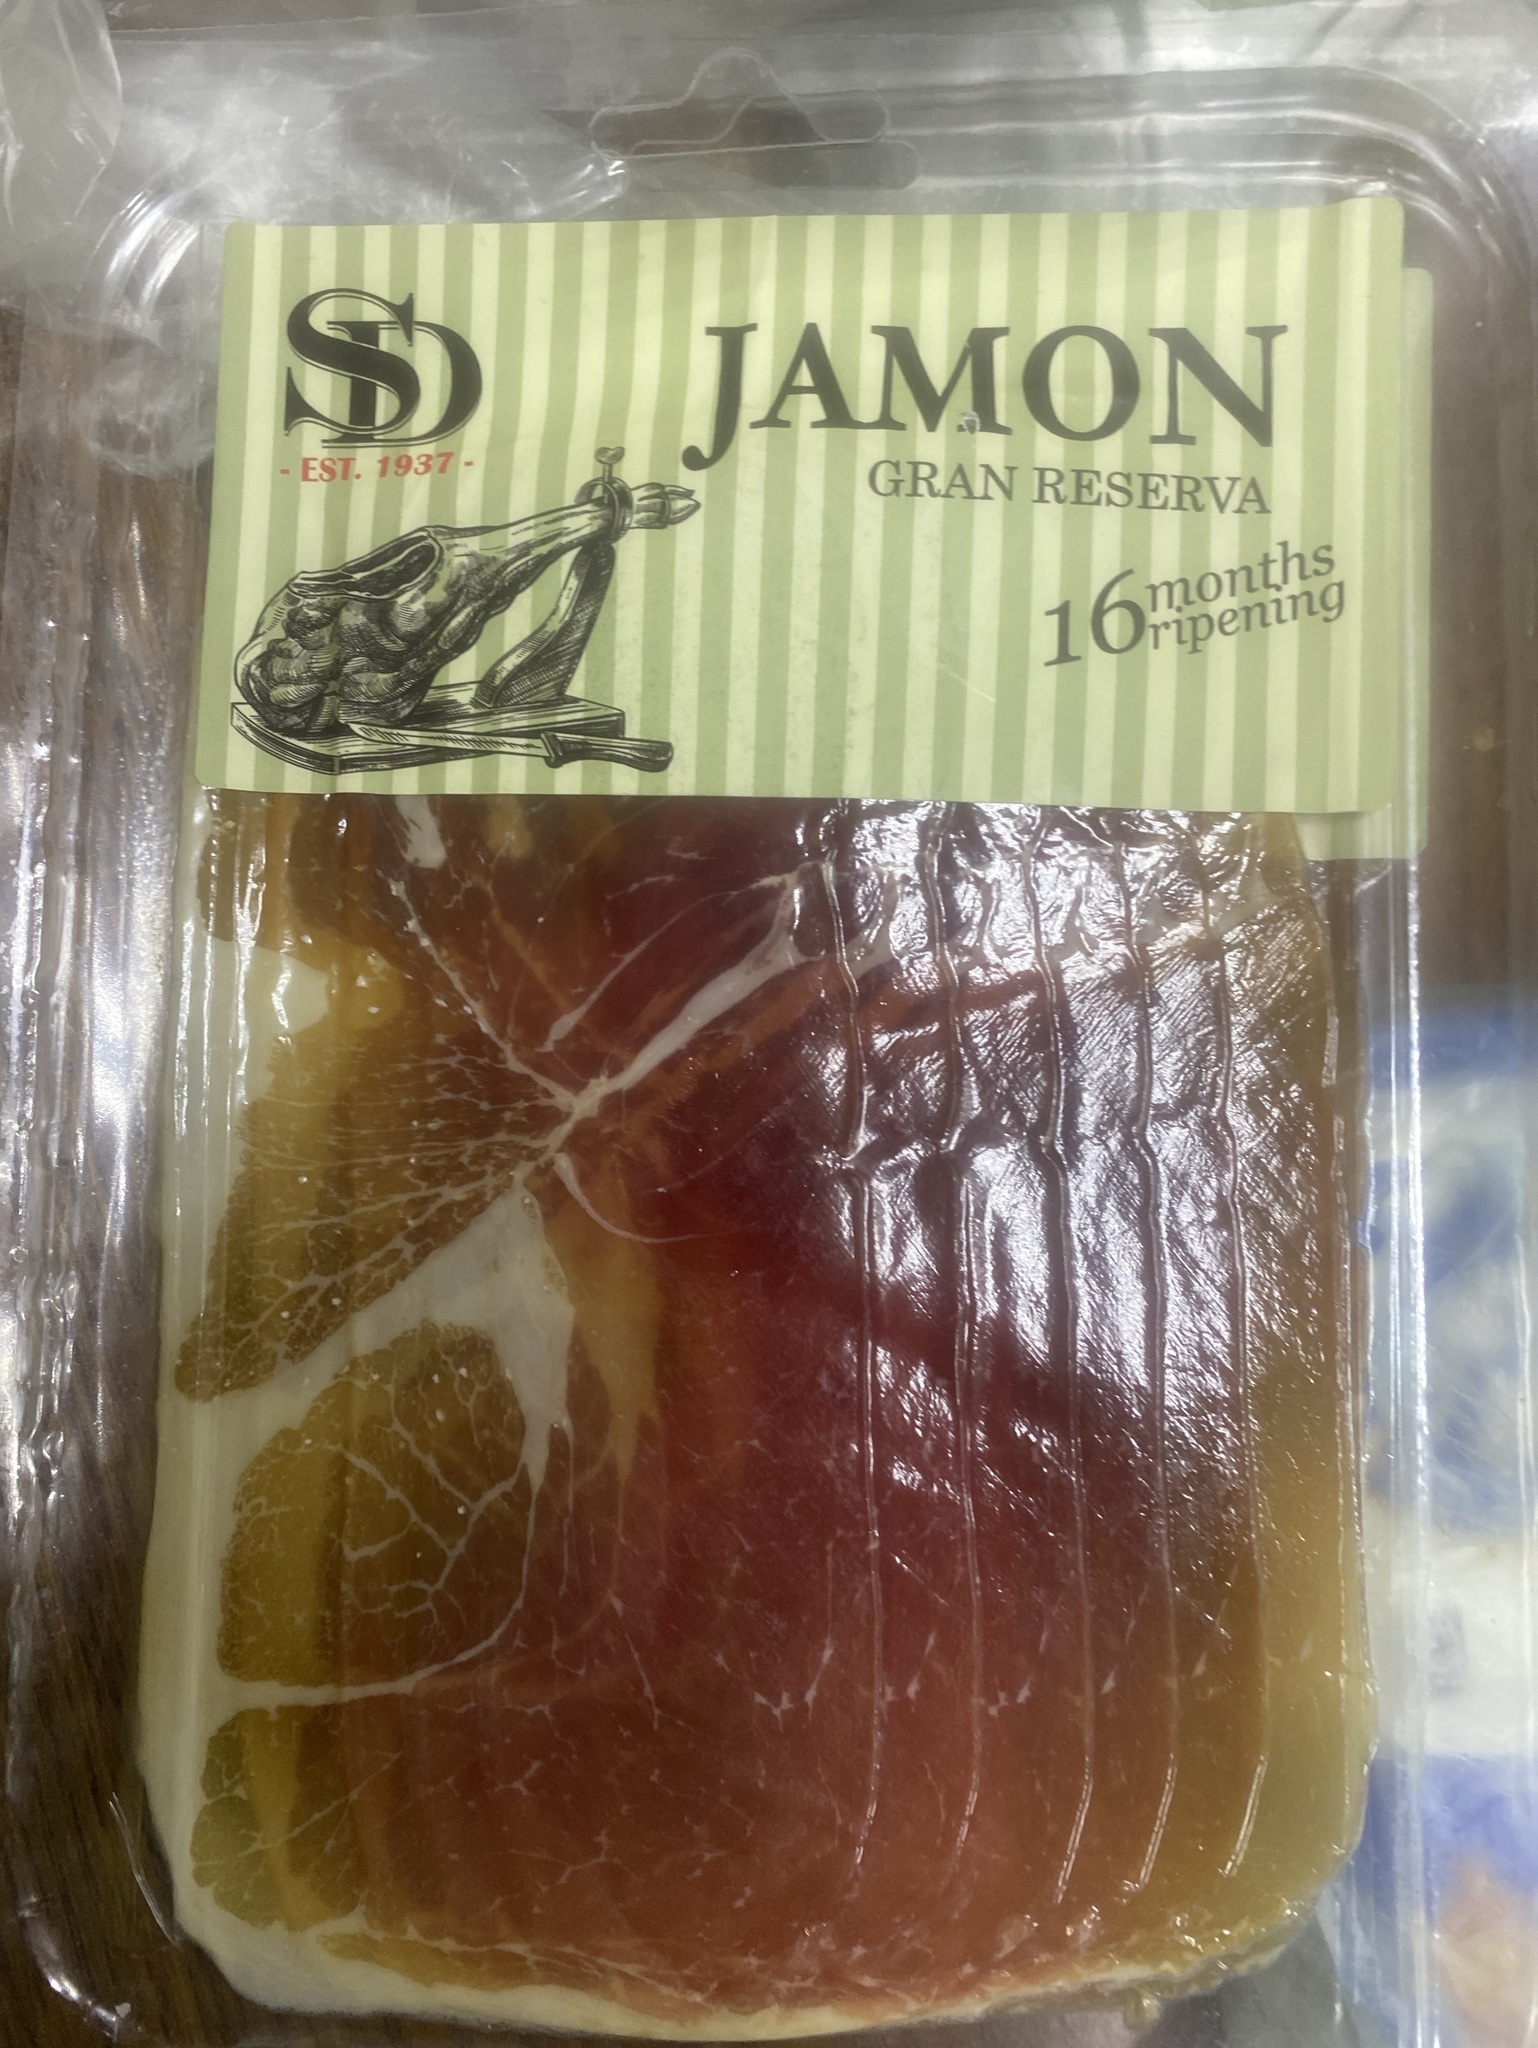 SD
- EST. 1937 -
JAMON
GRAN RESERVA
16 months
ripening